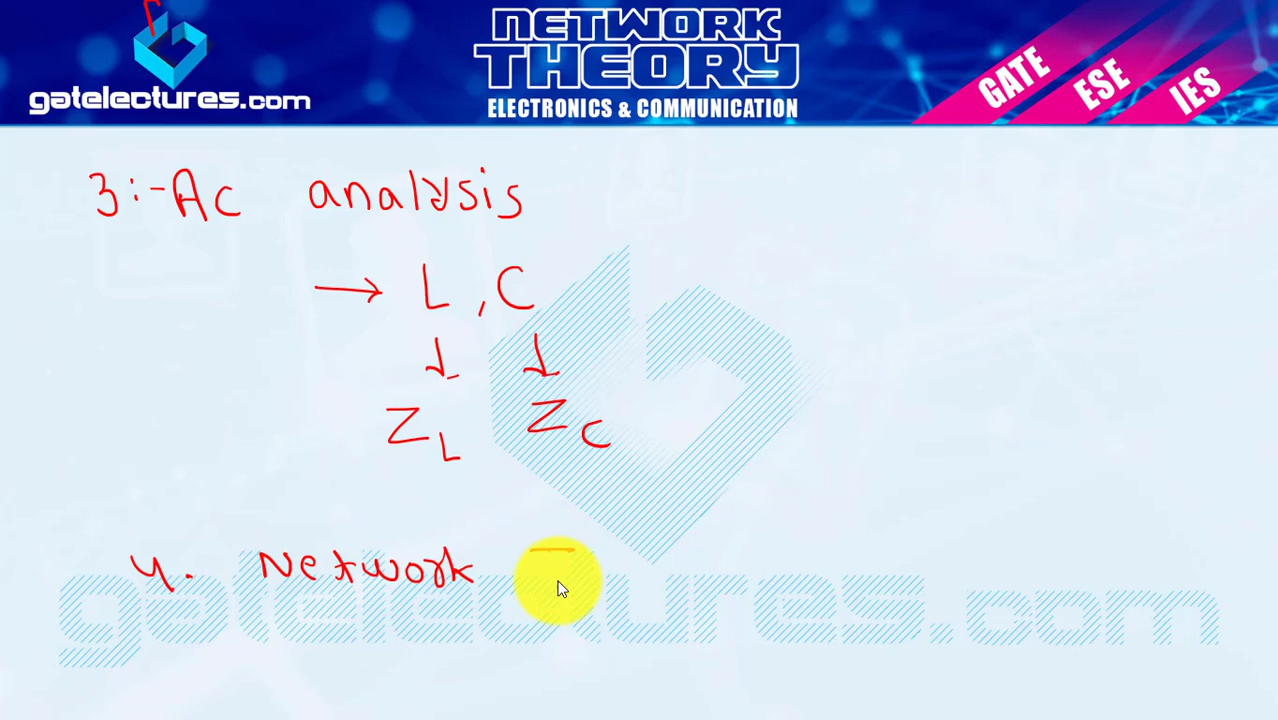 NETWORK
THEORY
ELECTRONICS & COMMUNICATION
gatelectures.com
GATE
ESE
IES
3:- Ac analysis
→ L, C
↓ ↓
Z_L Z_C
4. Network
gatelectures.com